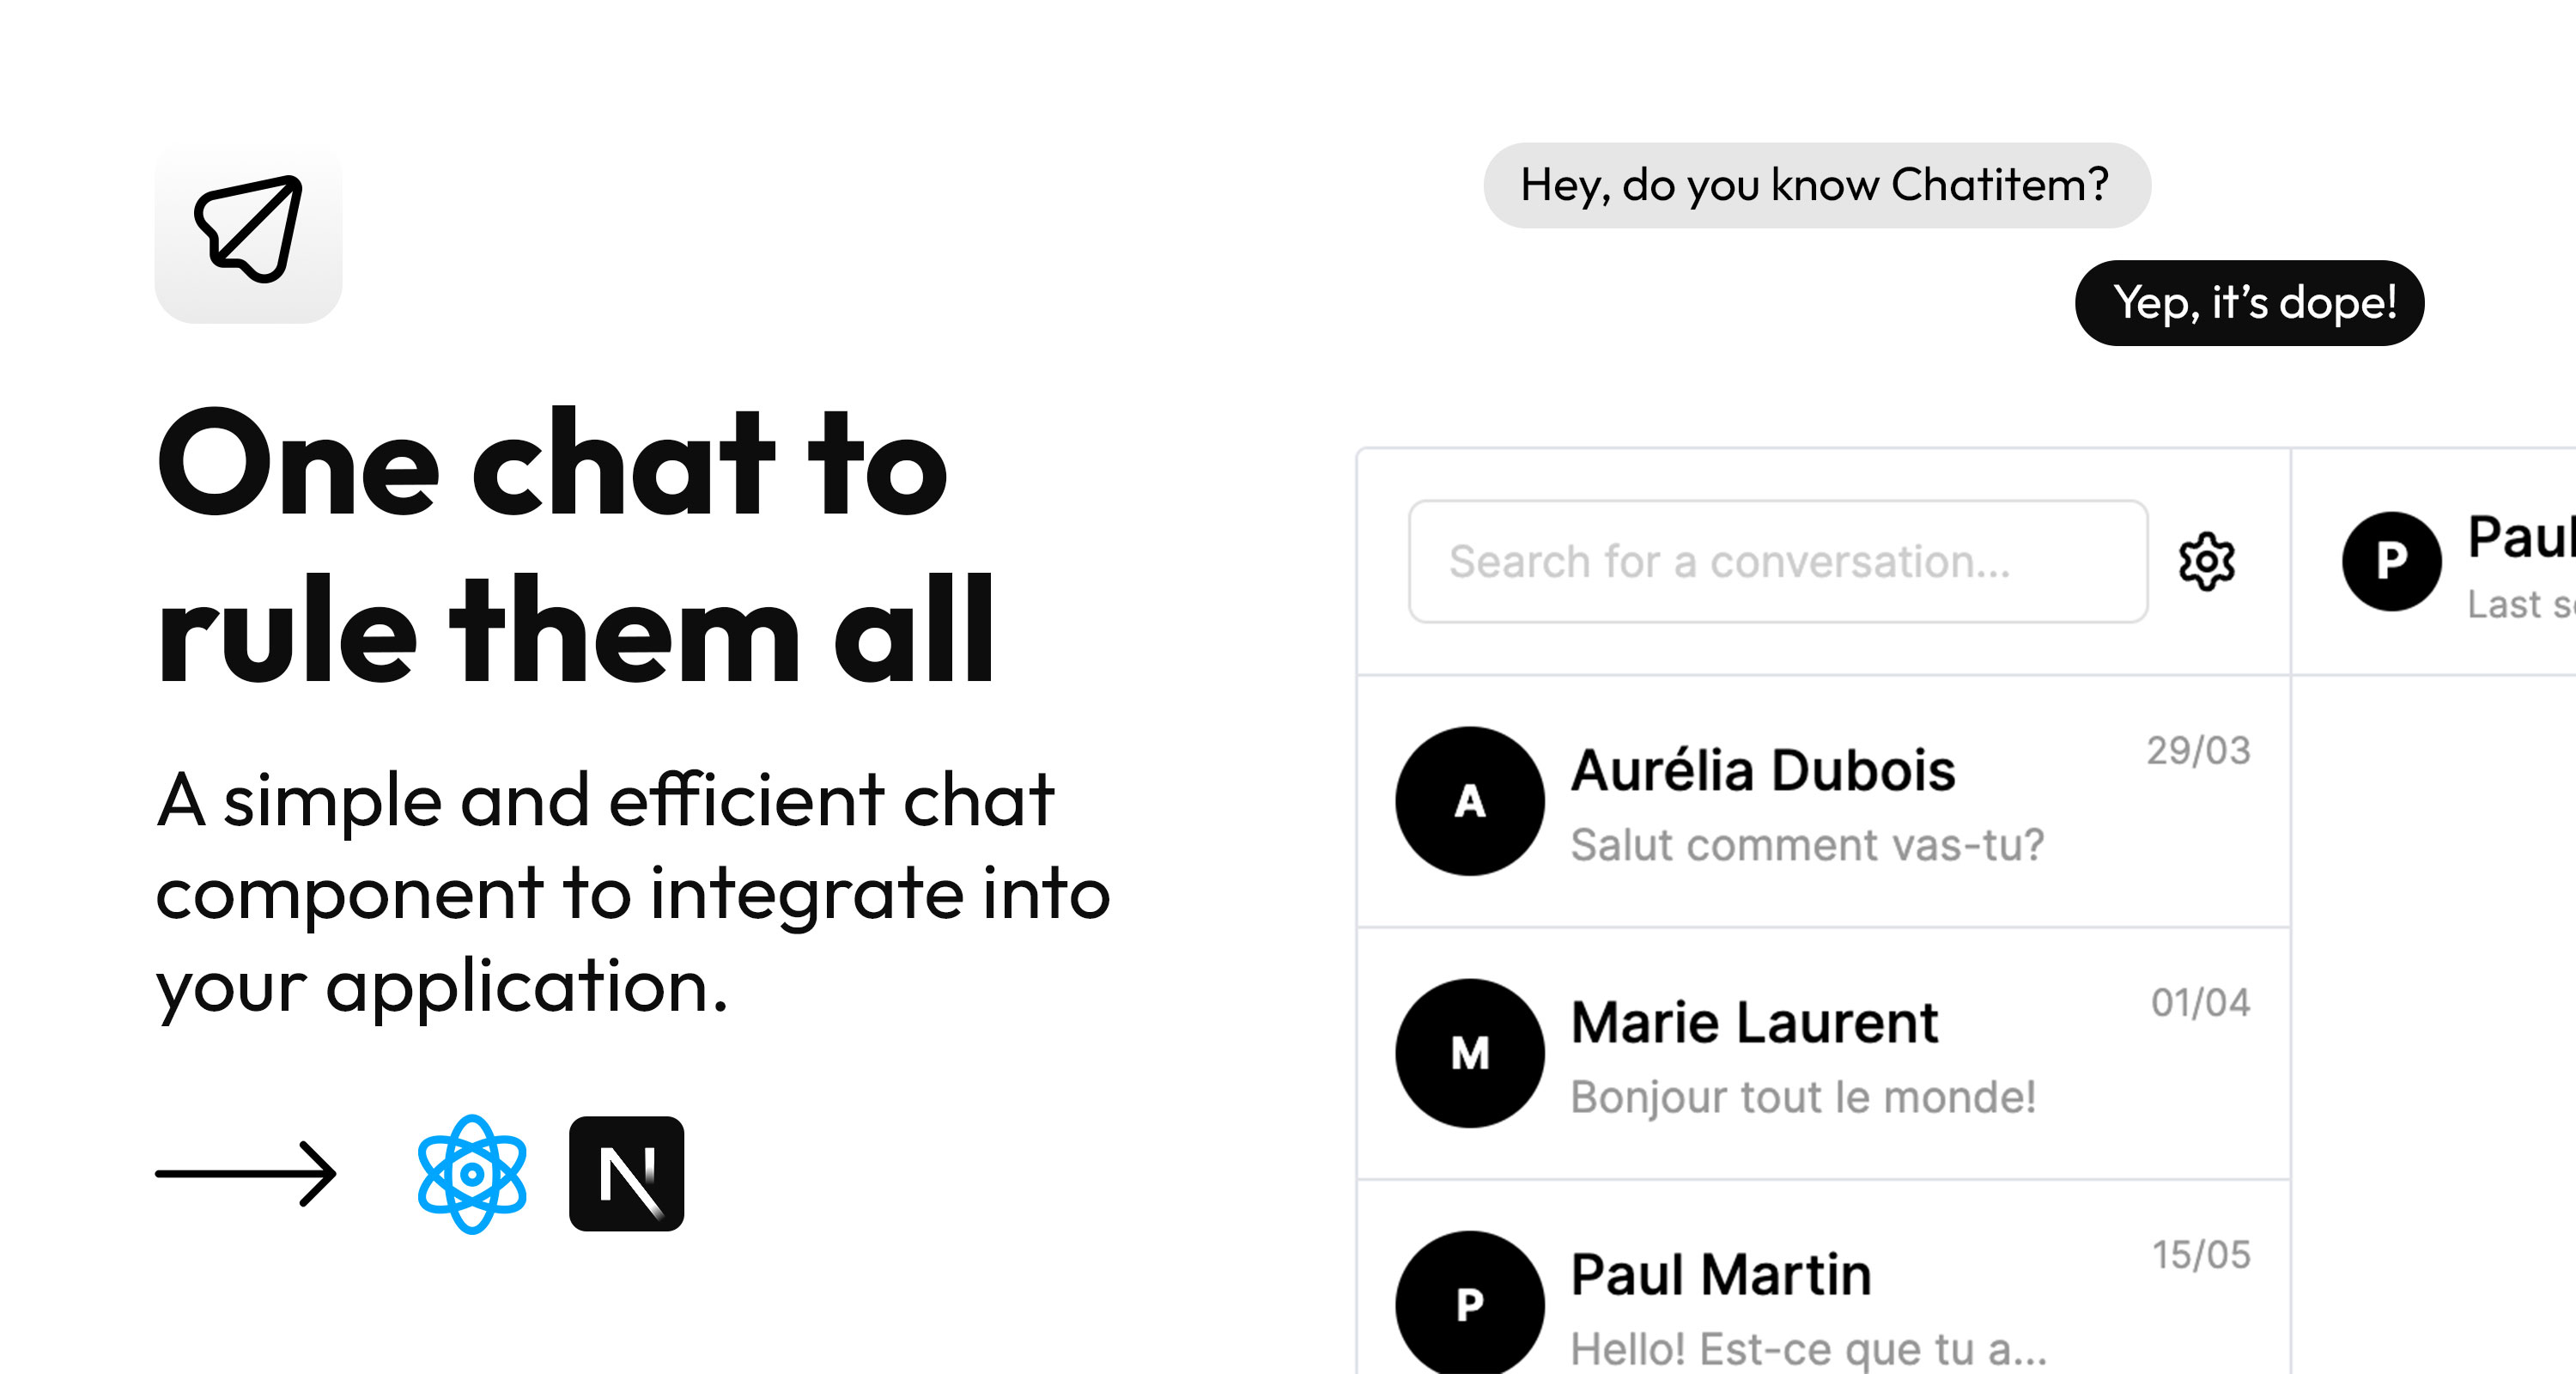 One chat to
rule them all
A simple and efficient chat
component to integrate into
your application.
N
Hey, do you know Chatitem?
Yep, it’s dope!
Search for a conversation...
A
Aurélia Dubois
29/03
Salut comment vas-tu?
M
Marie Laurent
01/04
Bonjour tout le monde!
P
Paul Martin
15/05
Hello! Est-ce que tu a...
P
Paul
Last